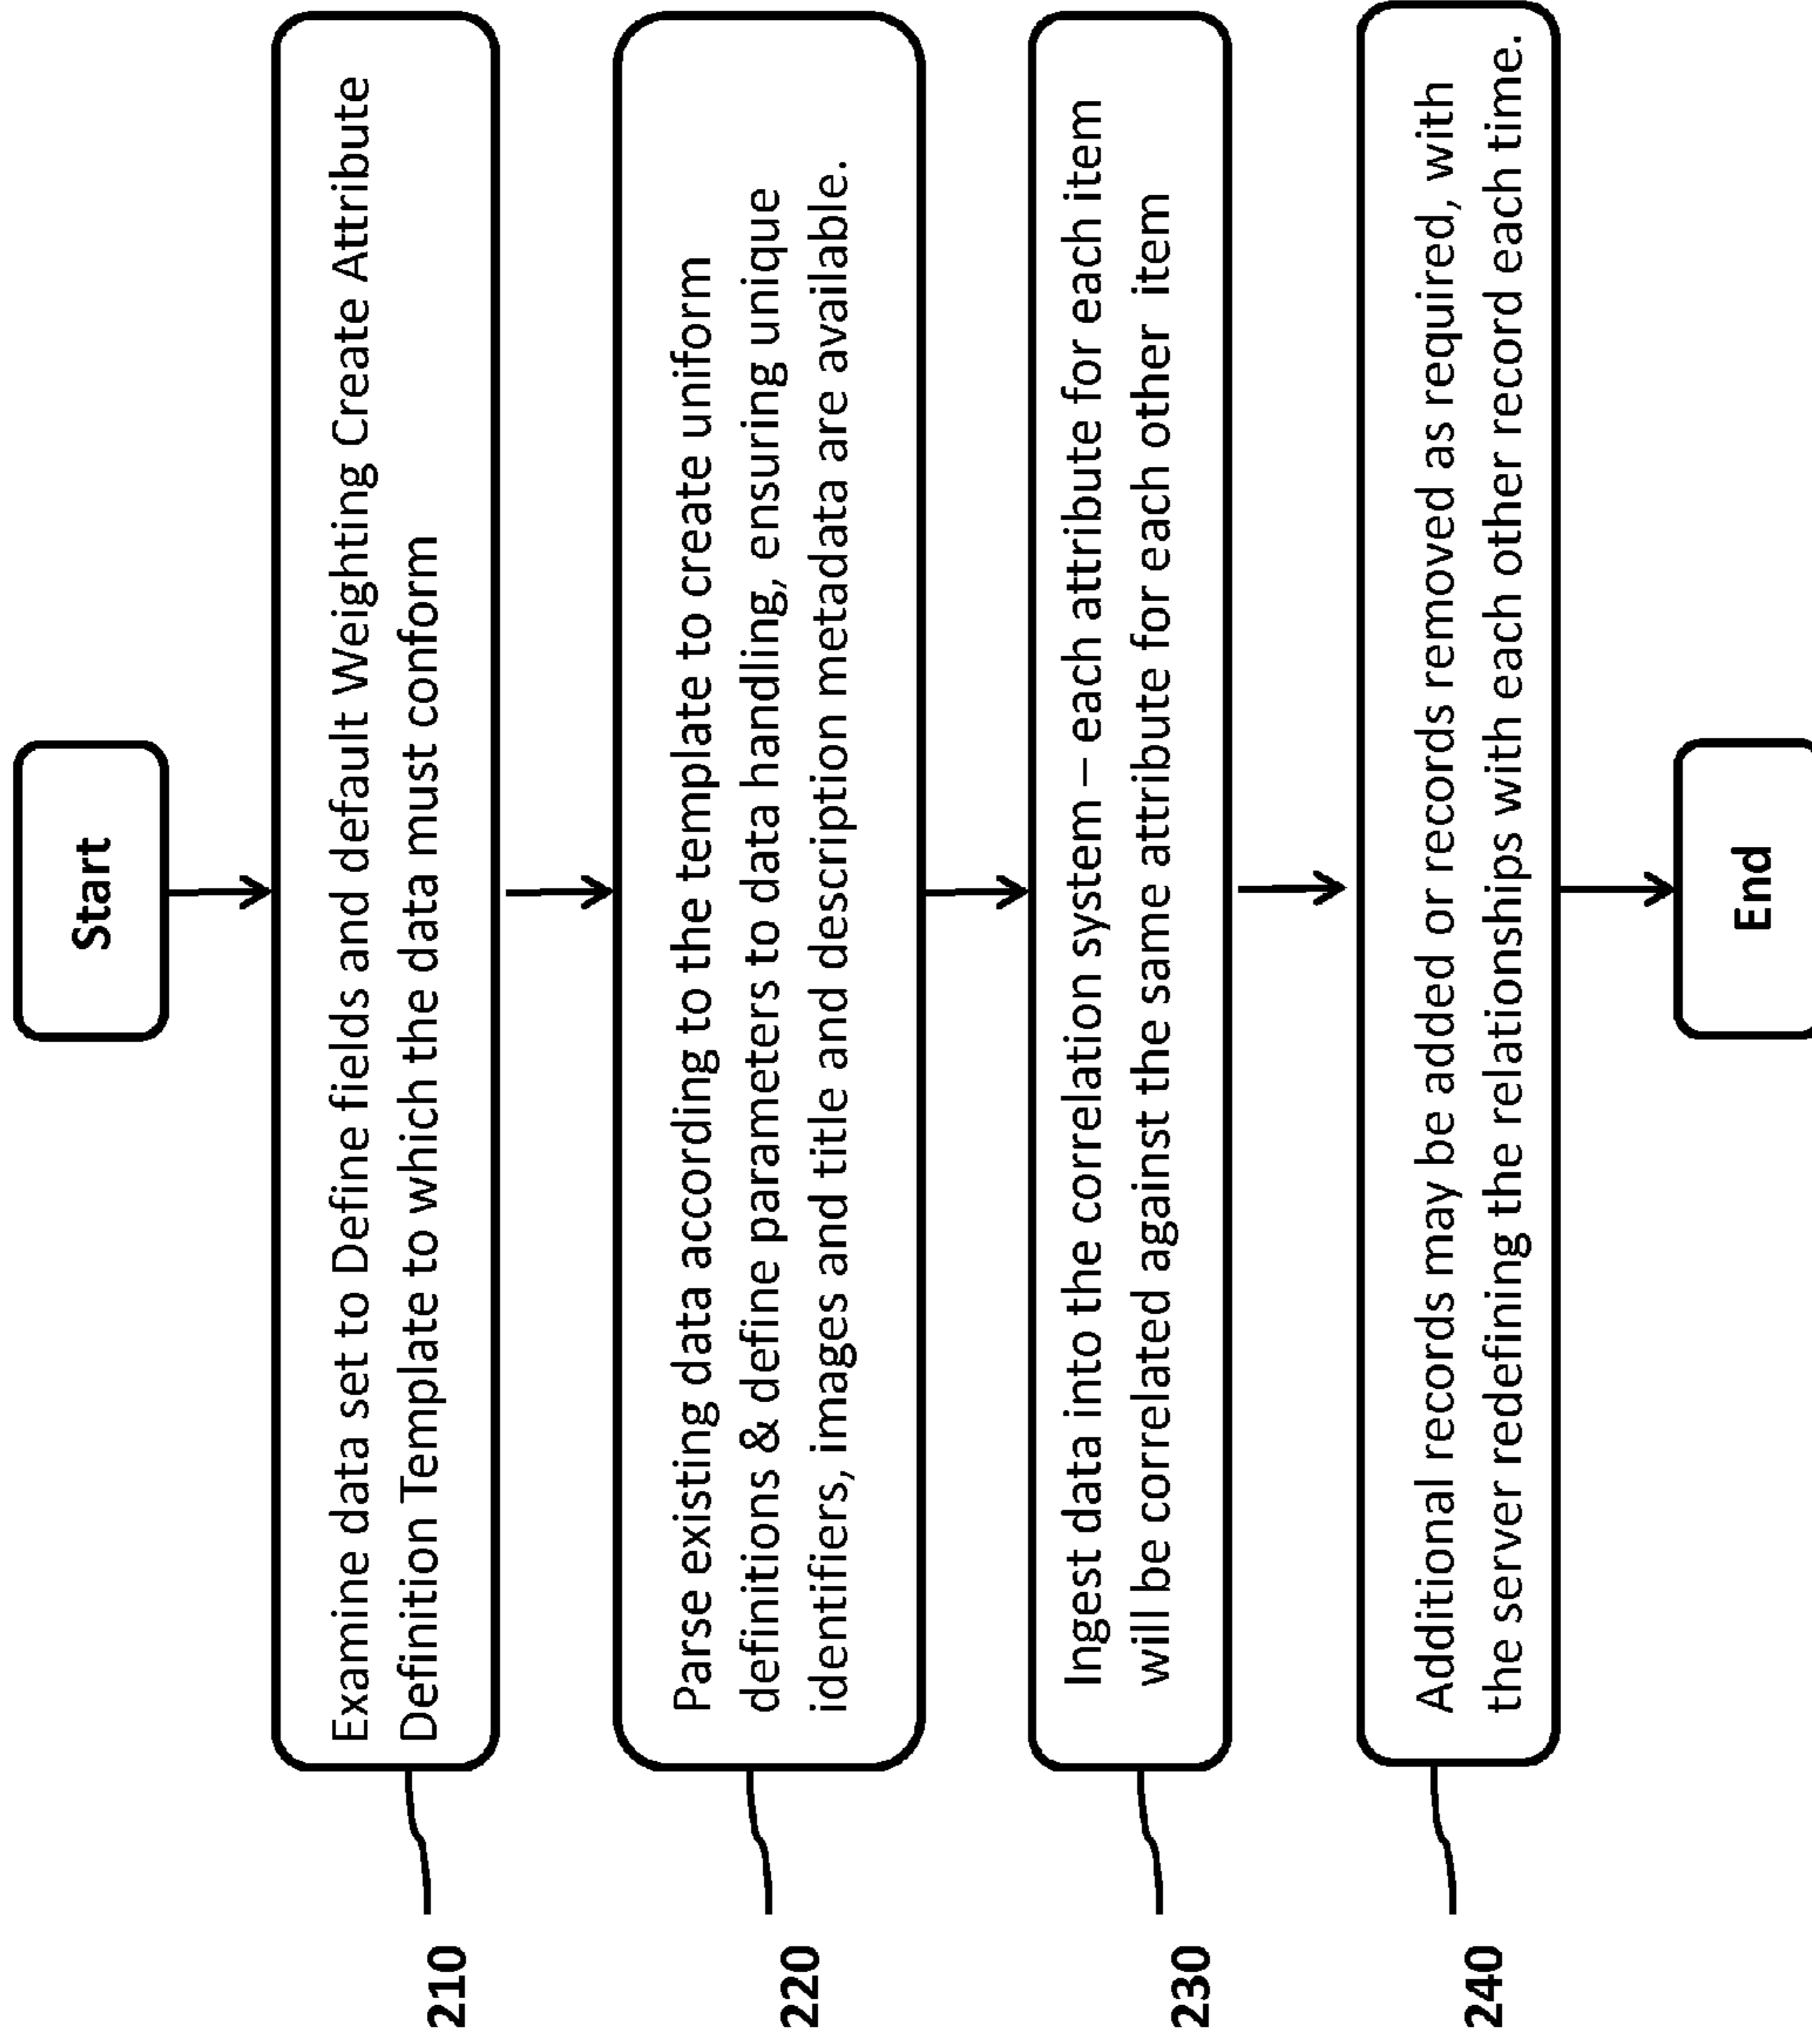 Start
210
Examine data set to Define fields and default Weighting Create Attribute
Definition Template to which the data must conform
220
Parse existing data according to the template to create uniform
definitions & define parameters to data handling, ensuring unique
identifiers, images and title and description metadata are available.
230
Ingest data into the correlation system – each attribute for each item
will be correlated against the same attribute for each other item
240
Additional records may be added or records removed as required, with
the server redefining the relationships with each other record each time.
End